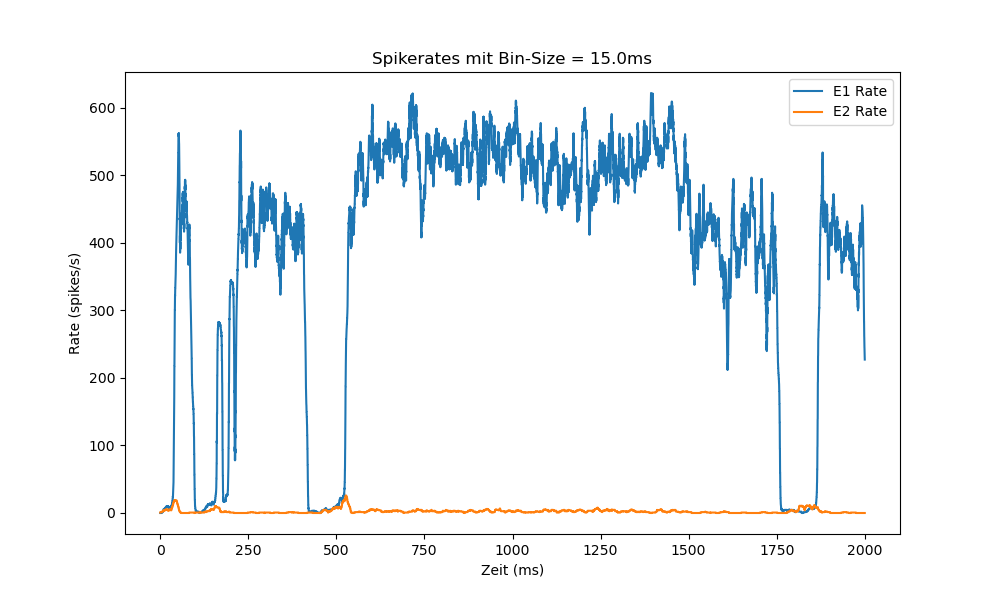 Spikerates mit Bin-Size = 15.0ms
E1 Rate
E2 Rate
Rate (spikes/s)
600
500
400
300
200
100
0
0 250 500 750 1000 1250 1500 1750 2000
Zeit (ms)